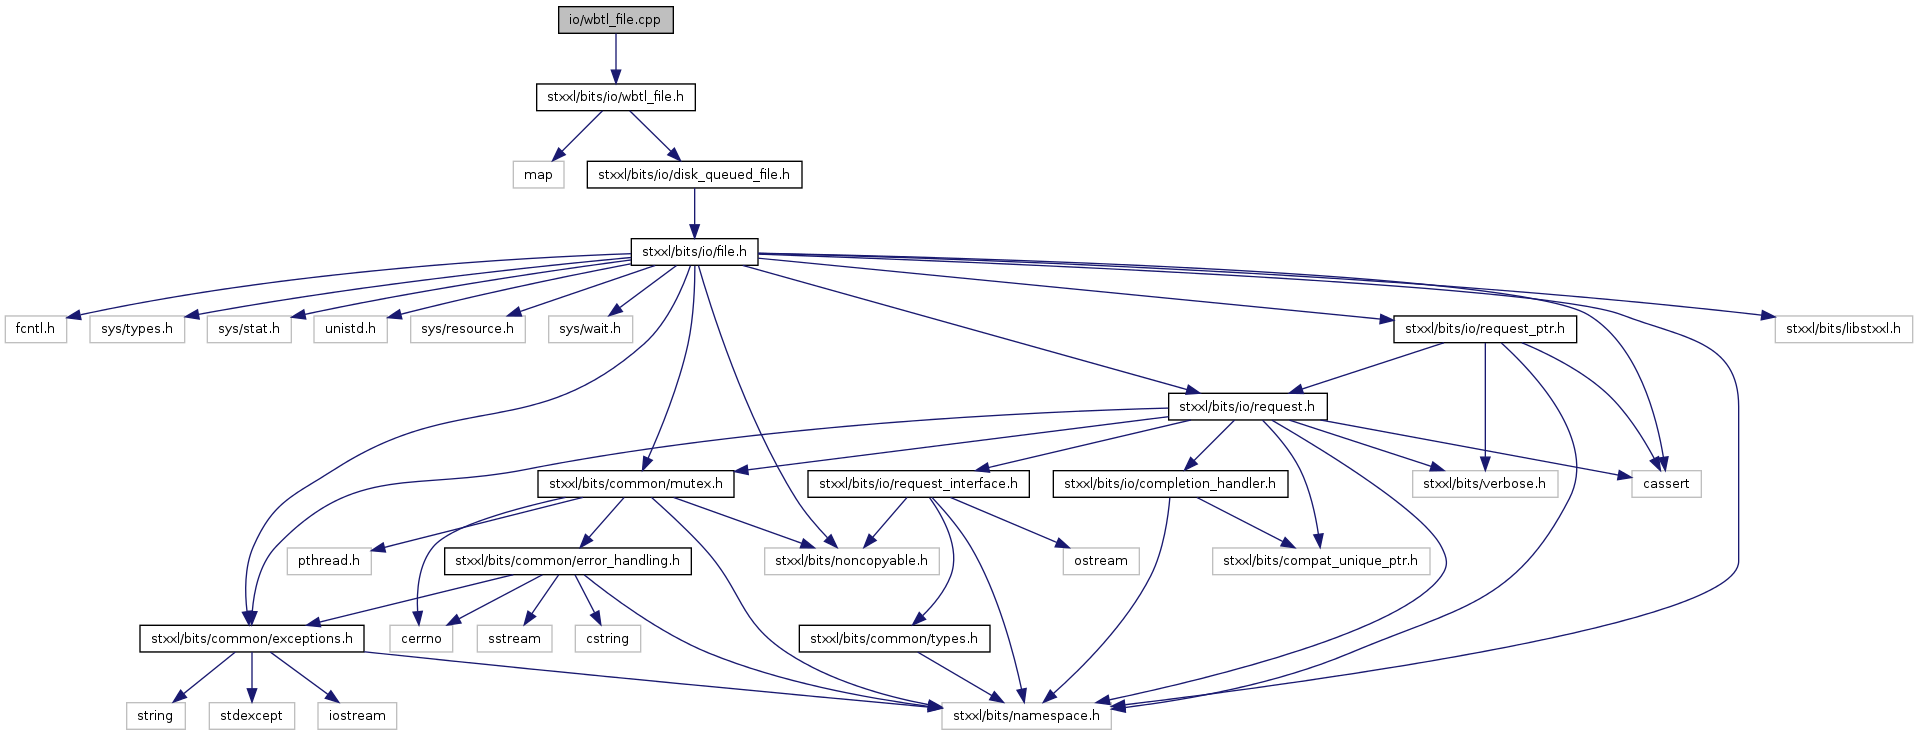 io/wbtl_file.cpp
stxxl/bits/io/wbtl_file.h
map
stxxl/bits/io/disk_queued_file.h
stxxl/bits/io/file.h
fcntl.h
sys/types.h
sys/stat.h
unistd.h
sys/resource.h
sys/wait.h
stxxl/bits/io/request_ptr.h
stxxl/bits/libstxxl.h
stxxl/bits/io/request.h
stxxl/bits/common/mutex.h
stxxl/bits/io/request_interface.h
stxxl/bits/io/completion_handler.h
stxxl/bits/verbose.h
cassert
pthread.h
stxxl/bits/common/error_handling.h
stxxl/bits/noncopyable.h
ostream
stxxl/bits/compat_unique_ptr.h
stxxl/bits/common/exceptions.h
cerrno
sstream
cstring
stxxl/bits/common/types.h
string
stdexcept
iostream
stxxl/bits/namespace.h